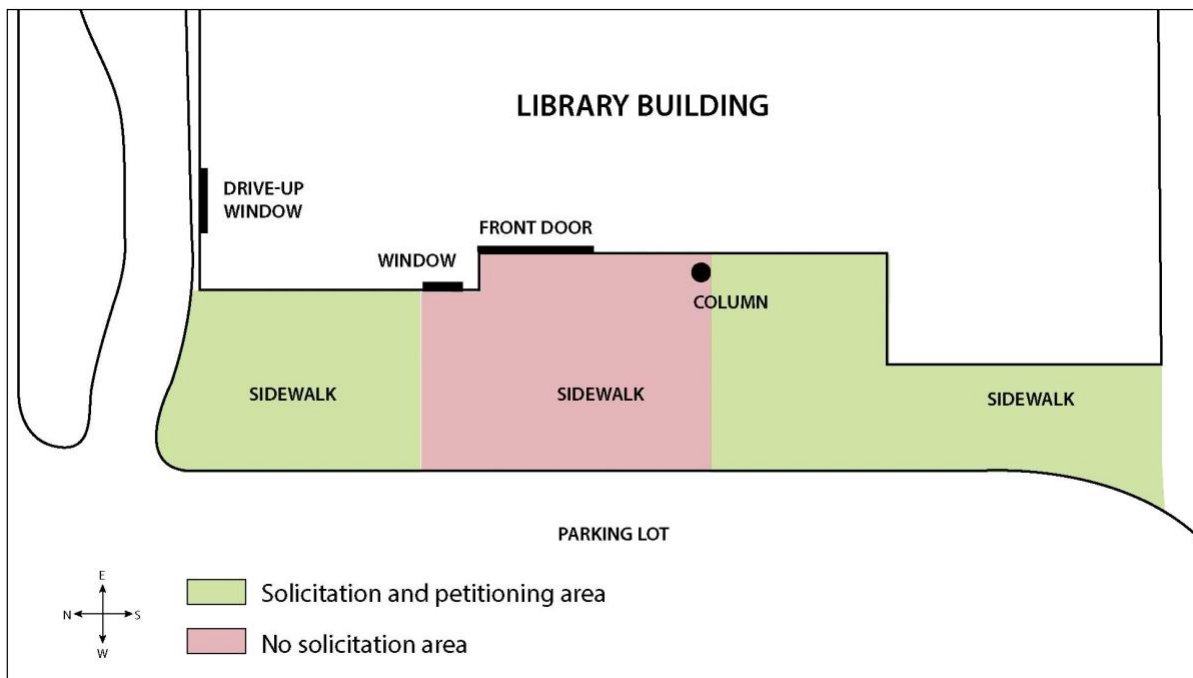 LIBRARY BUILDING
DRIVE-UP
WINDOW
FRONT DOOR
WINDOW
COLUMN
SIDEWALK
SIDEWALK
SIDEWALK
PARKING LOT
E
N
S
W
Solicitation and petitioning area
No solicitation area